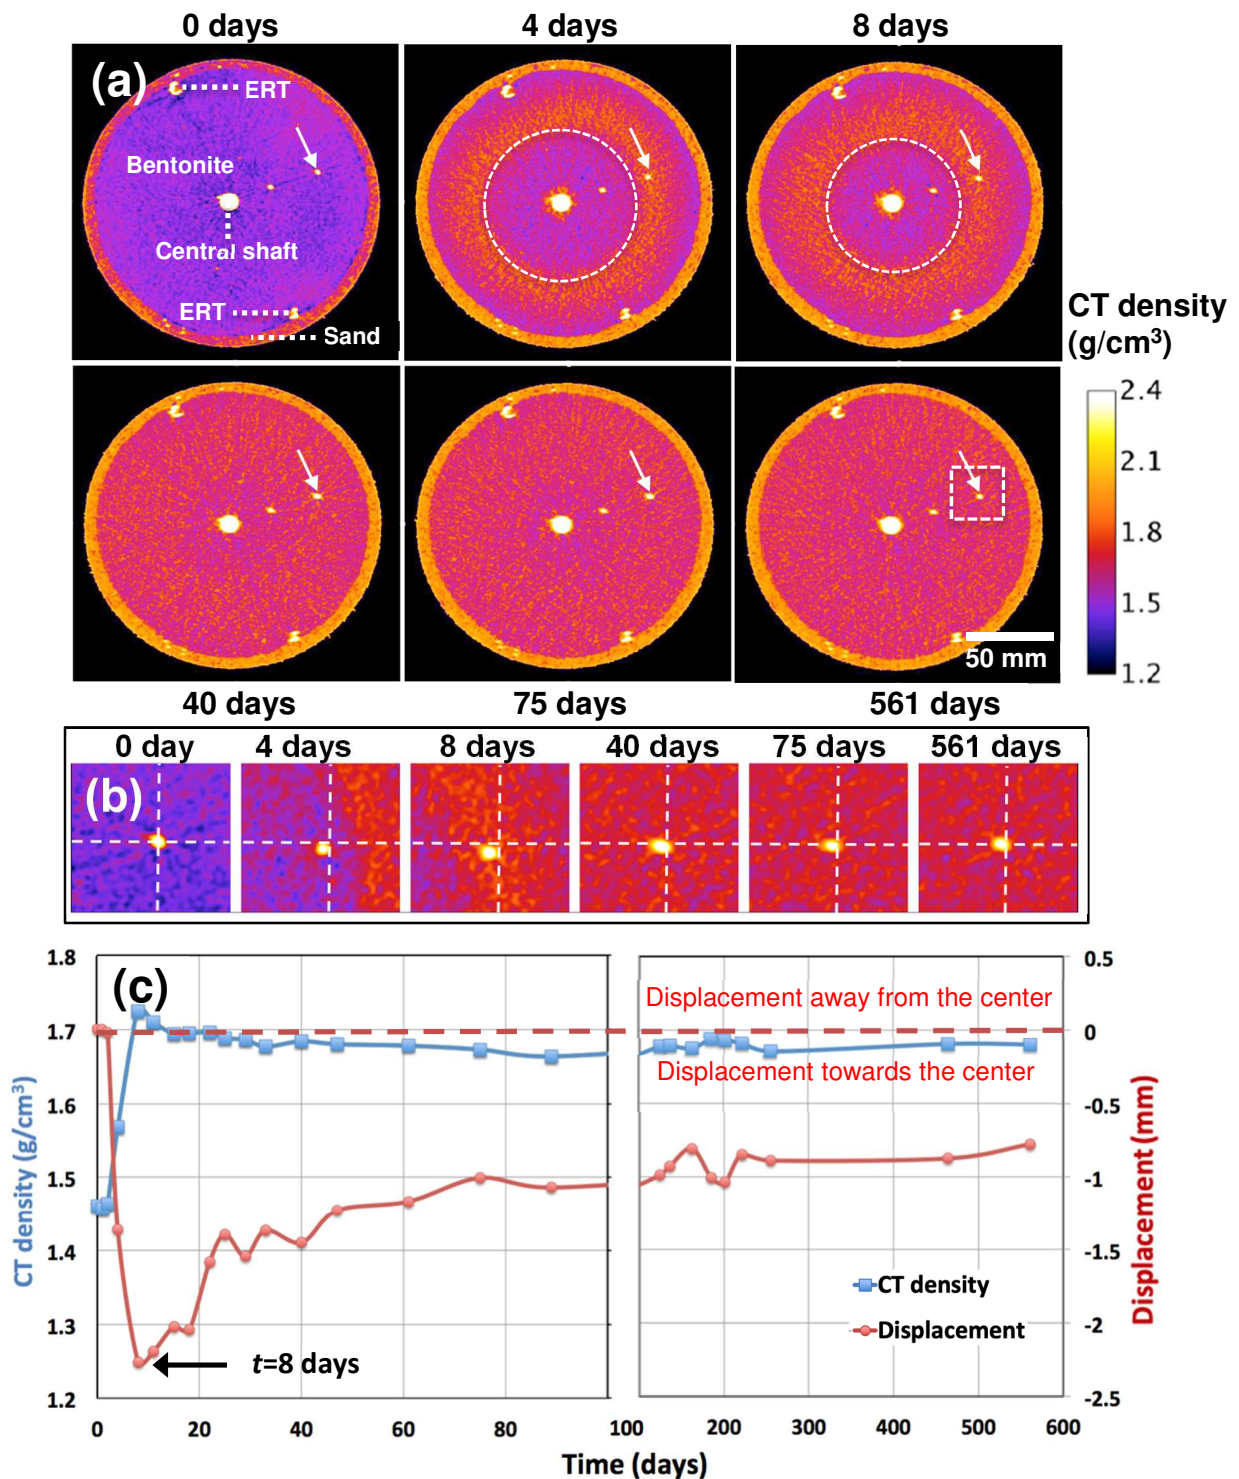 0 days
4 days
8 days
(a)
ERT
Bentonite
Central shaft
ERT
Sand
CT density
(g/cm³)
2.4
2.1
1.8
1.5
1.2
50 mm
40 days
75 days
561 days
0 day
4 days
8 days
40 days
75 days
561 days
(b)
(c)
1.8
1.7
1.6
1.5
1.4
1.3
1.2
CT density (g/cm³)
0.5
0
-0.5
-1
-1.5
-2
-2.5
Displacement (mm)
Displacement away from the center
Displacement towards the center
CT density
Displacement
t=8 days
0
20
40
60
80
100
200
300
400
500
600
Time (days)